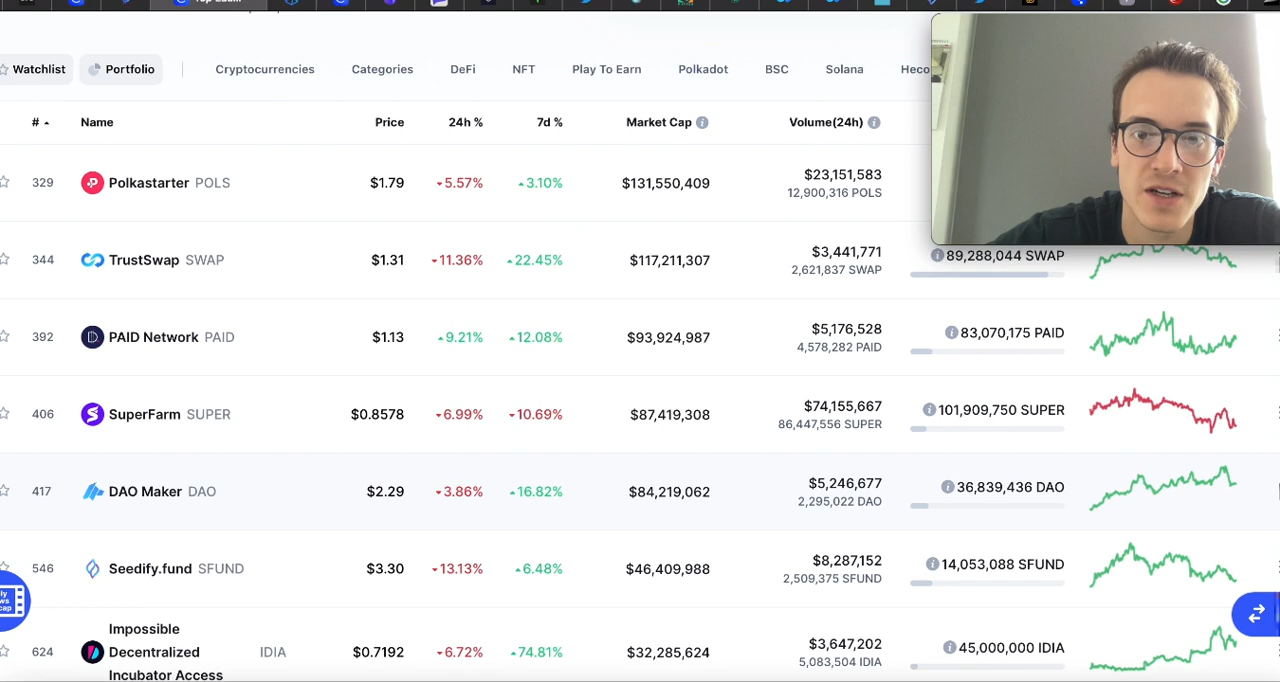 Watchlist Portfolio Cryptocurrencies Categories DeFi NFT Play To Earn Polkadot BSC Solana Heco
# Name Price 24h % 7d % Market Cap Volume(24h)
329 Polkastarter POLS $1.79 5.57% 3.10% $131,550,409 $23,151,583
12,900,316 POLS
344 TrustSwap SWAP $1.31 11.36% 22.45% $117,211,307 $3,441,771 89,288,044 SWAP
2,621,837 SWAP
392 PAID Network PAID $1.13 9.21% 12.08% $93,924,987 $5,176,528 83,070,175 PAID
4,578,282 PAID
406 SuperFarm SUPER $0.8578 6.99% 10.69% $87,419,308 $74,155,667 101,909,750 SUPER
86,447,556 SUPER
417 DAO Maker DAO $2.29 3.86% 16.82% $84,219,062 $5,246,677 36,839,436 DAO
2,295,022 DAO
546 Seedify.fund SFUND $3.30 13.13% 6.48% $46,409,988 $8,287,152 14,053,088 SFUND
2,509,375 SFUND
624 Impossible
Decentralized IDIA $0.7192 6.72% 74.81% $32,285,624 $3,647,202 45,000,000 IDIA
Incubator Access 5,083,504 IDIA